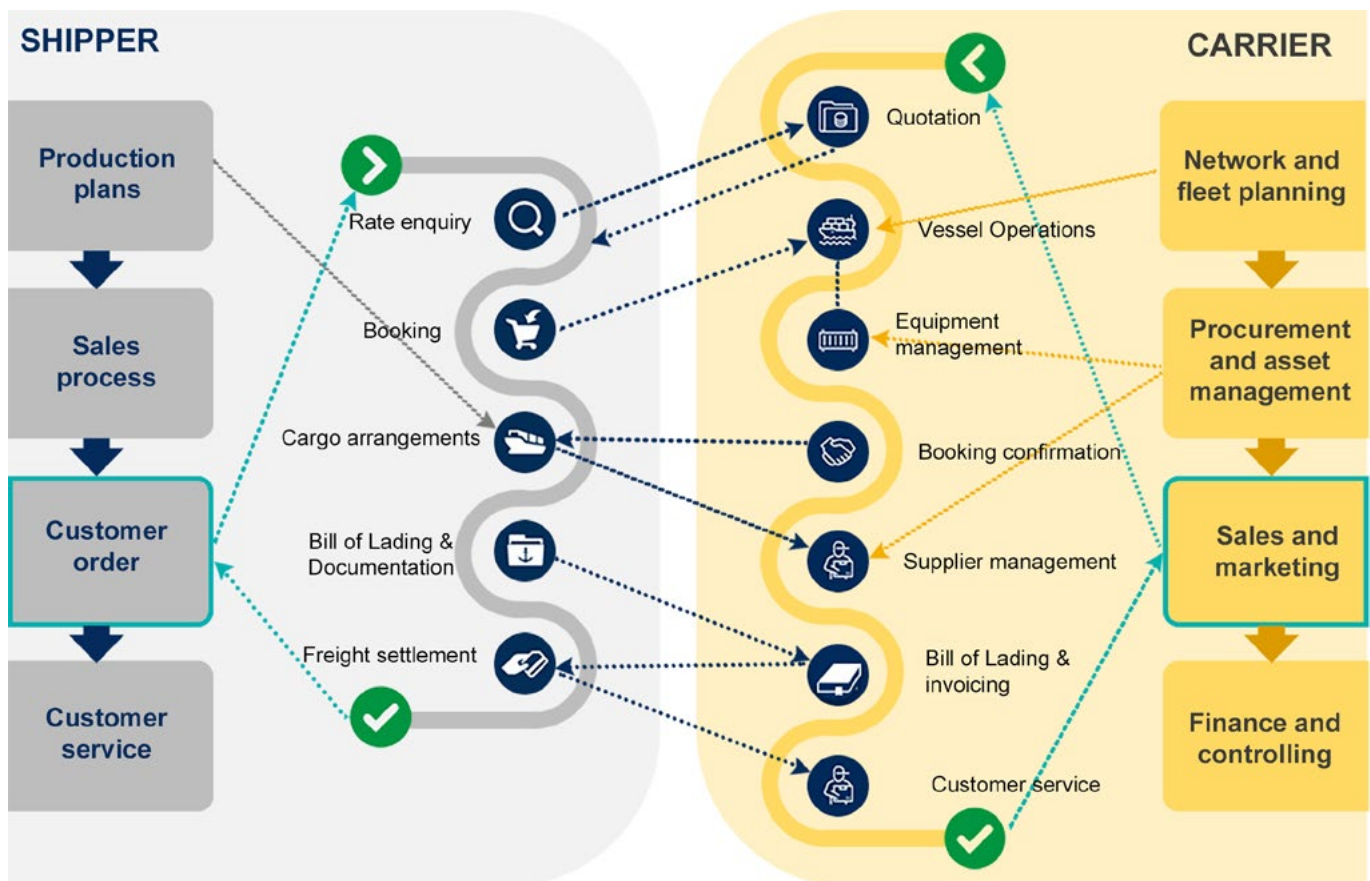 SHIPPER
Production
plans
Sales
process
Customer
order
Customer
service
Rate enquiry
Booking
Cargo arrangements
Bill of Lading &
Documentation
Freight settlement
CARRIER
Quotation
Vessel Operations
Equipment
management
Booking confirmation
Supplier management
Bill of Lading &
invoicing
Customer service
Network and
fleet planning
Procurement
and asset
management
Sales and
marketing
Finance and
controlling